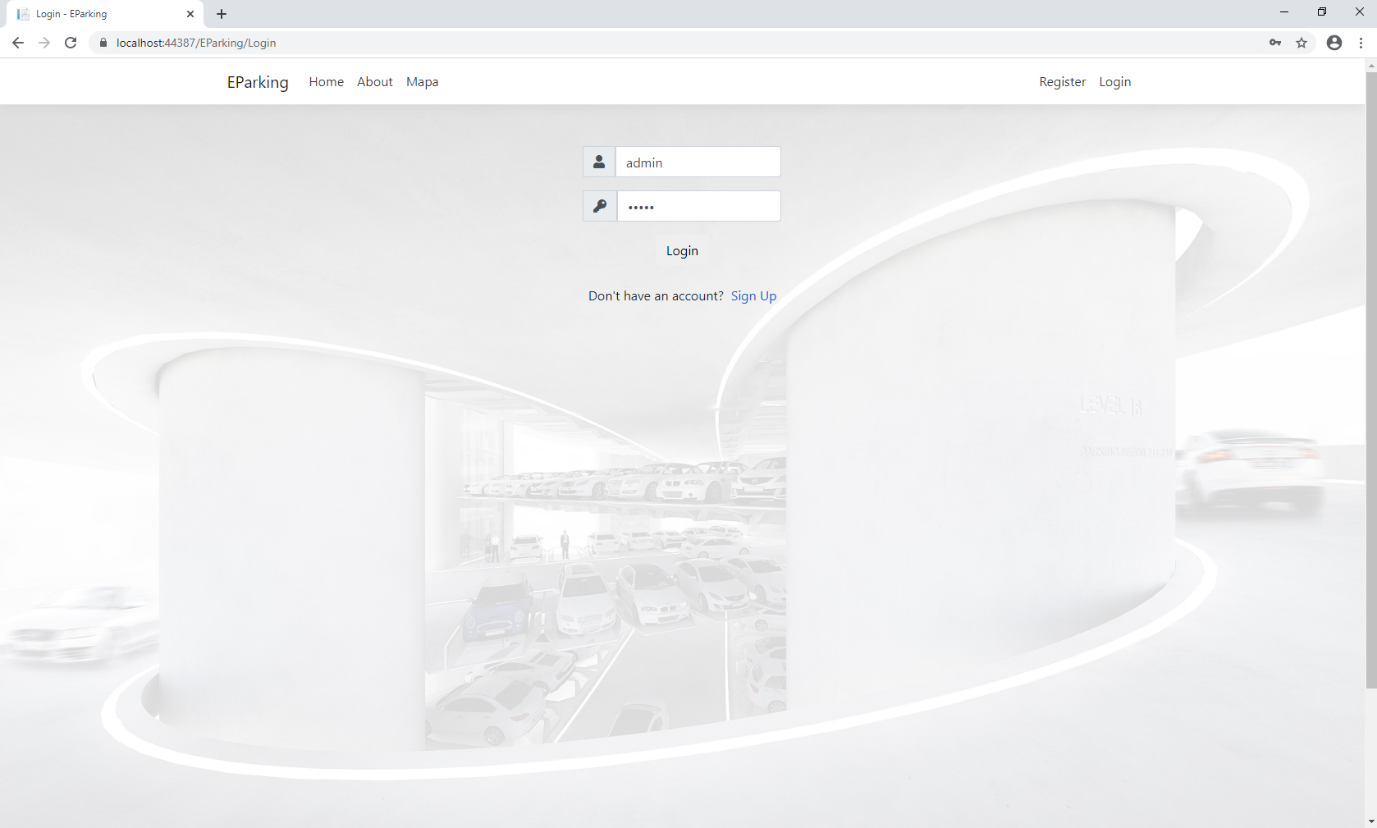 Login - EParking
localhost:44387/EParking/Login
EParking Home About Mapa Register Login
admin
•••••
Login
Don't have an account? Sign Up
LEVEL